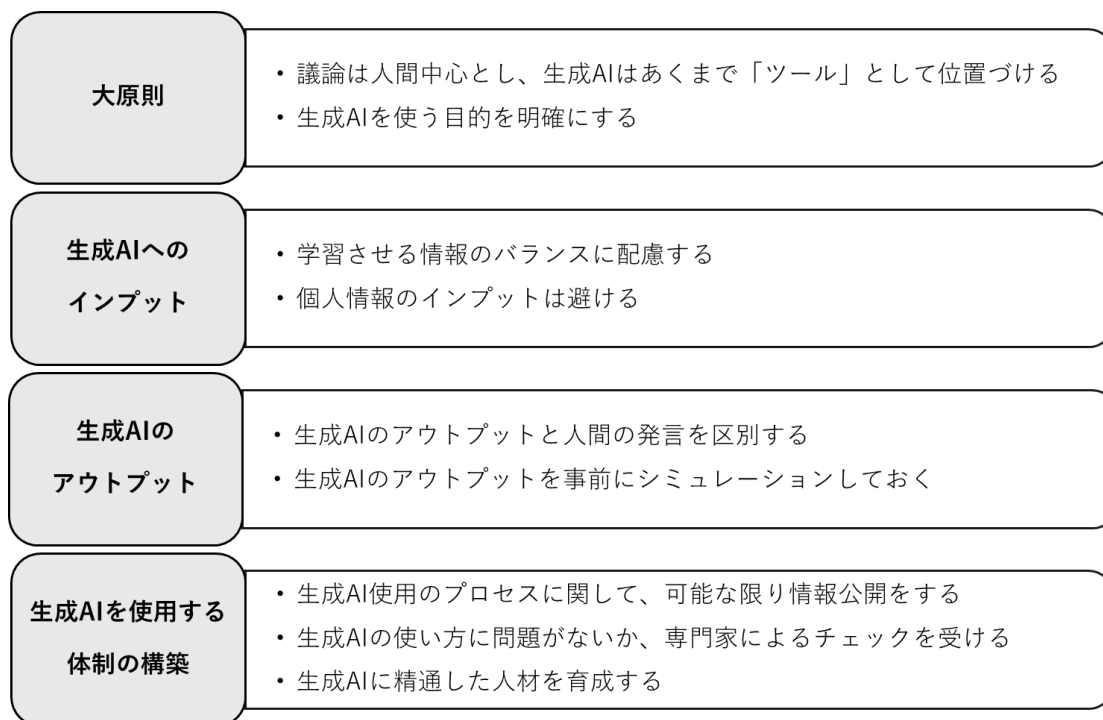 大原則
・議論は人間中心とし、生成AIはあくまで「ツール」として位置づける
・生成AIを使う目的を明確にする
生成AIへの
インプット
・学習させる情報のバランスに配慮する
・個人情報のインプットは避ける
生成AIの
アウトプット
・生成AIのアウトプットと人間の発言を区別する
・生成AIのアウトプットを事前にシミュレーションしておく
生成AIを使用する
体制の構築
・生成AI使用のプロセスに関して、可能な限り情報公開をする
・生成AIの使い方に問題がないか、専門家によるチェックを受ける
・生成AIに精通した人材を育成する